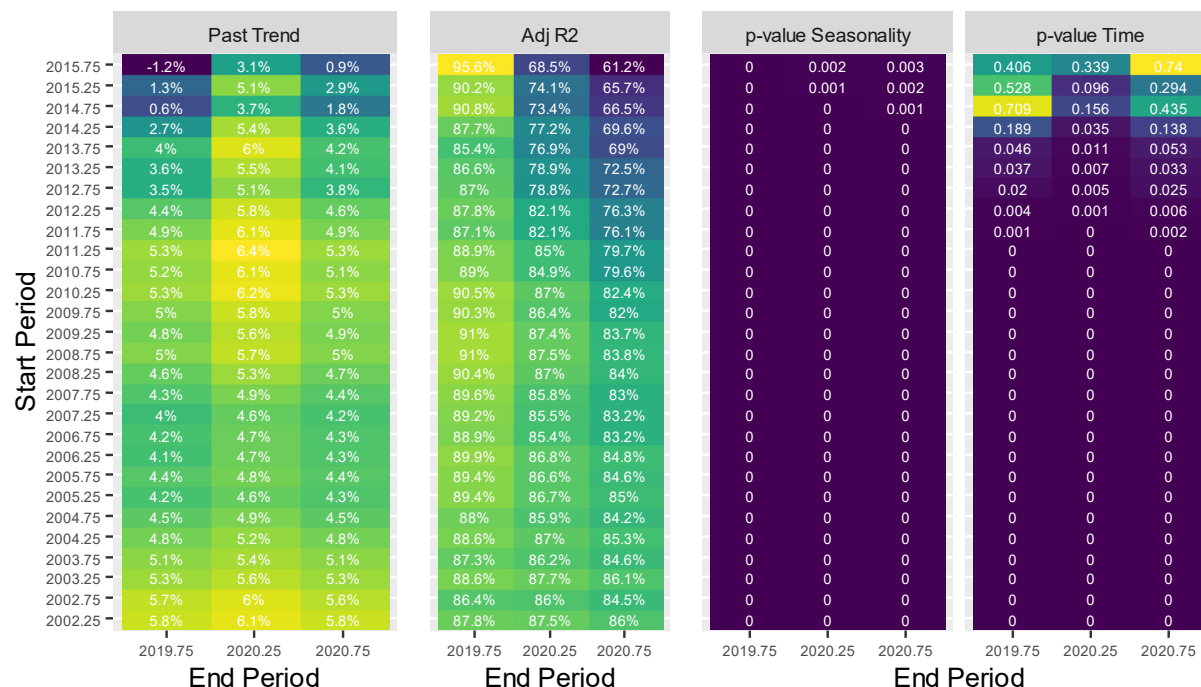 Past Trend Adj R2 p-value Seasonality p-value Time
2015.75 -1.2% 3.1% 0.9% 95.6% 68.5% 61.2% 0 0.002 0.003 0.406 0.339 0.74
2015.25 1.3% 5.1% 2.9% 90.2% 74.1% 65.7% 0 0.001 0.002 0.528 0.096 0.294
2014.75 0.6% 3.7% 1.8% 90.8% 73.4% 66.5% 0 0 0.001 0.709 0.156 0.435
2014.25 2.7% 5.4% 3.6% 87.7% 77.2% 69.6% 0 0 0 0.189 0.035 0.138
2013.75 4% 6% 4.2% 85.4% 76.9% 69% 0 0 0 0.046 0.011 0.053
2013.25 3.6% 5.5% 4.1% 86.6% 78.9% 72.5% 0 0 0 0.037 0.007 0.033
2012.75 3.5% 5.1% 3.8% 87% 78.8% 72.7% 0 0 0 0.02 0.005 0.025
2012.25 4.4% 5.8% 4.6% 87.8% 82.1% 76.3% 0 0 0 0.004 0.001 0.006
2011.75 4.9% 6.1% 4.9% 87.1% 82.1% 76.1% 0 0 0 0.001 0 0.002
2011.25 5.3% 6.4% 5.3% 88.9% 85% 79.7% 0 0 0 0 0 0
2010.75 5.2% 6.1% 5.1% 89% 84.9% 79.6% 0 0 0 0 0 0
2010.25 5.3% 6.2% 5.3% 90.5% 87% 82.4% 0 0 0 0 0 0
2009.75 5% 5.8% 5% 90.3% 86.4% 82% 0 0 0 0 0 0
2009.25 4.8% 5.6% 4.9% 91% 87.4% 83.7% 0 0 0 0 0 0
2008.75 5% 5.7% 5% 91% 87.5% 83.8% 0 0 0 0 0 0
2008.25 4.6% 5.3% 4.7% 90.4% 87% 84% 0 0 0 0 0 0
2007.75 4.3% 4.9% 4.4% 89.6% 85.8% 83% 0 0 0 0 0 0
2007.25 4% 4.6% 4.2% 89.2% 85.5% 83.2% 0 0 0 0 0 0
2006.75 4.2% 4.7% 4.3% 88.9% 85.4% 83.2% 0 0 0 0 0 0
2006.25 4.1% 4.7% 4.3% 89.9% 86.8% 84.8% 0 0 0 0 0 0
2005.75 4.4% 4.8% 4.4% 89.4% 86.6% 84.6% 0 0 0 0 0 0
2005.25 4.2% 4.6% 4.3% 89.4% 86.7% 85% 0 0 0 0 0 0
2004.75 4.5% 4.9% 4.5% 88% 85.9% 84.2% 0 0 0 0 0 0
2004.25 4.8% 5.2% 4.8% 88.6% 87% 85.3% 0 0 0 0 0 0
2003.75 5.1% 5.4% 5.1% 87.3% 86.2% 84.6% 0 0 0 0 0 0
2003.25 5.3% 5.6% 5.3% 88.6% 87.7% 86.1% 0 0 0 0 0 0
2002.75 5.7% 6% 5.6% 86.4% 86% 84.5% 0 0 0 0 0 0
2002.25 5.8% 6.1% 5.8% 87.8% 87.5% 86% 0 0 0 0 0 0
2019.75 2020.25 2020.75 2019.75 2020.25 2020.75 2019.75 2020.25 2020.75 2019.75 2020.25 2020.75
End Period End Period End Period
Start Period